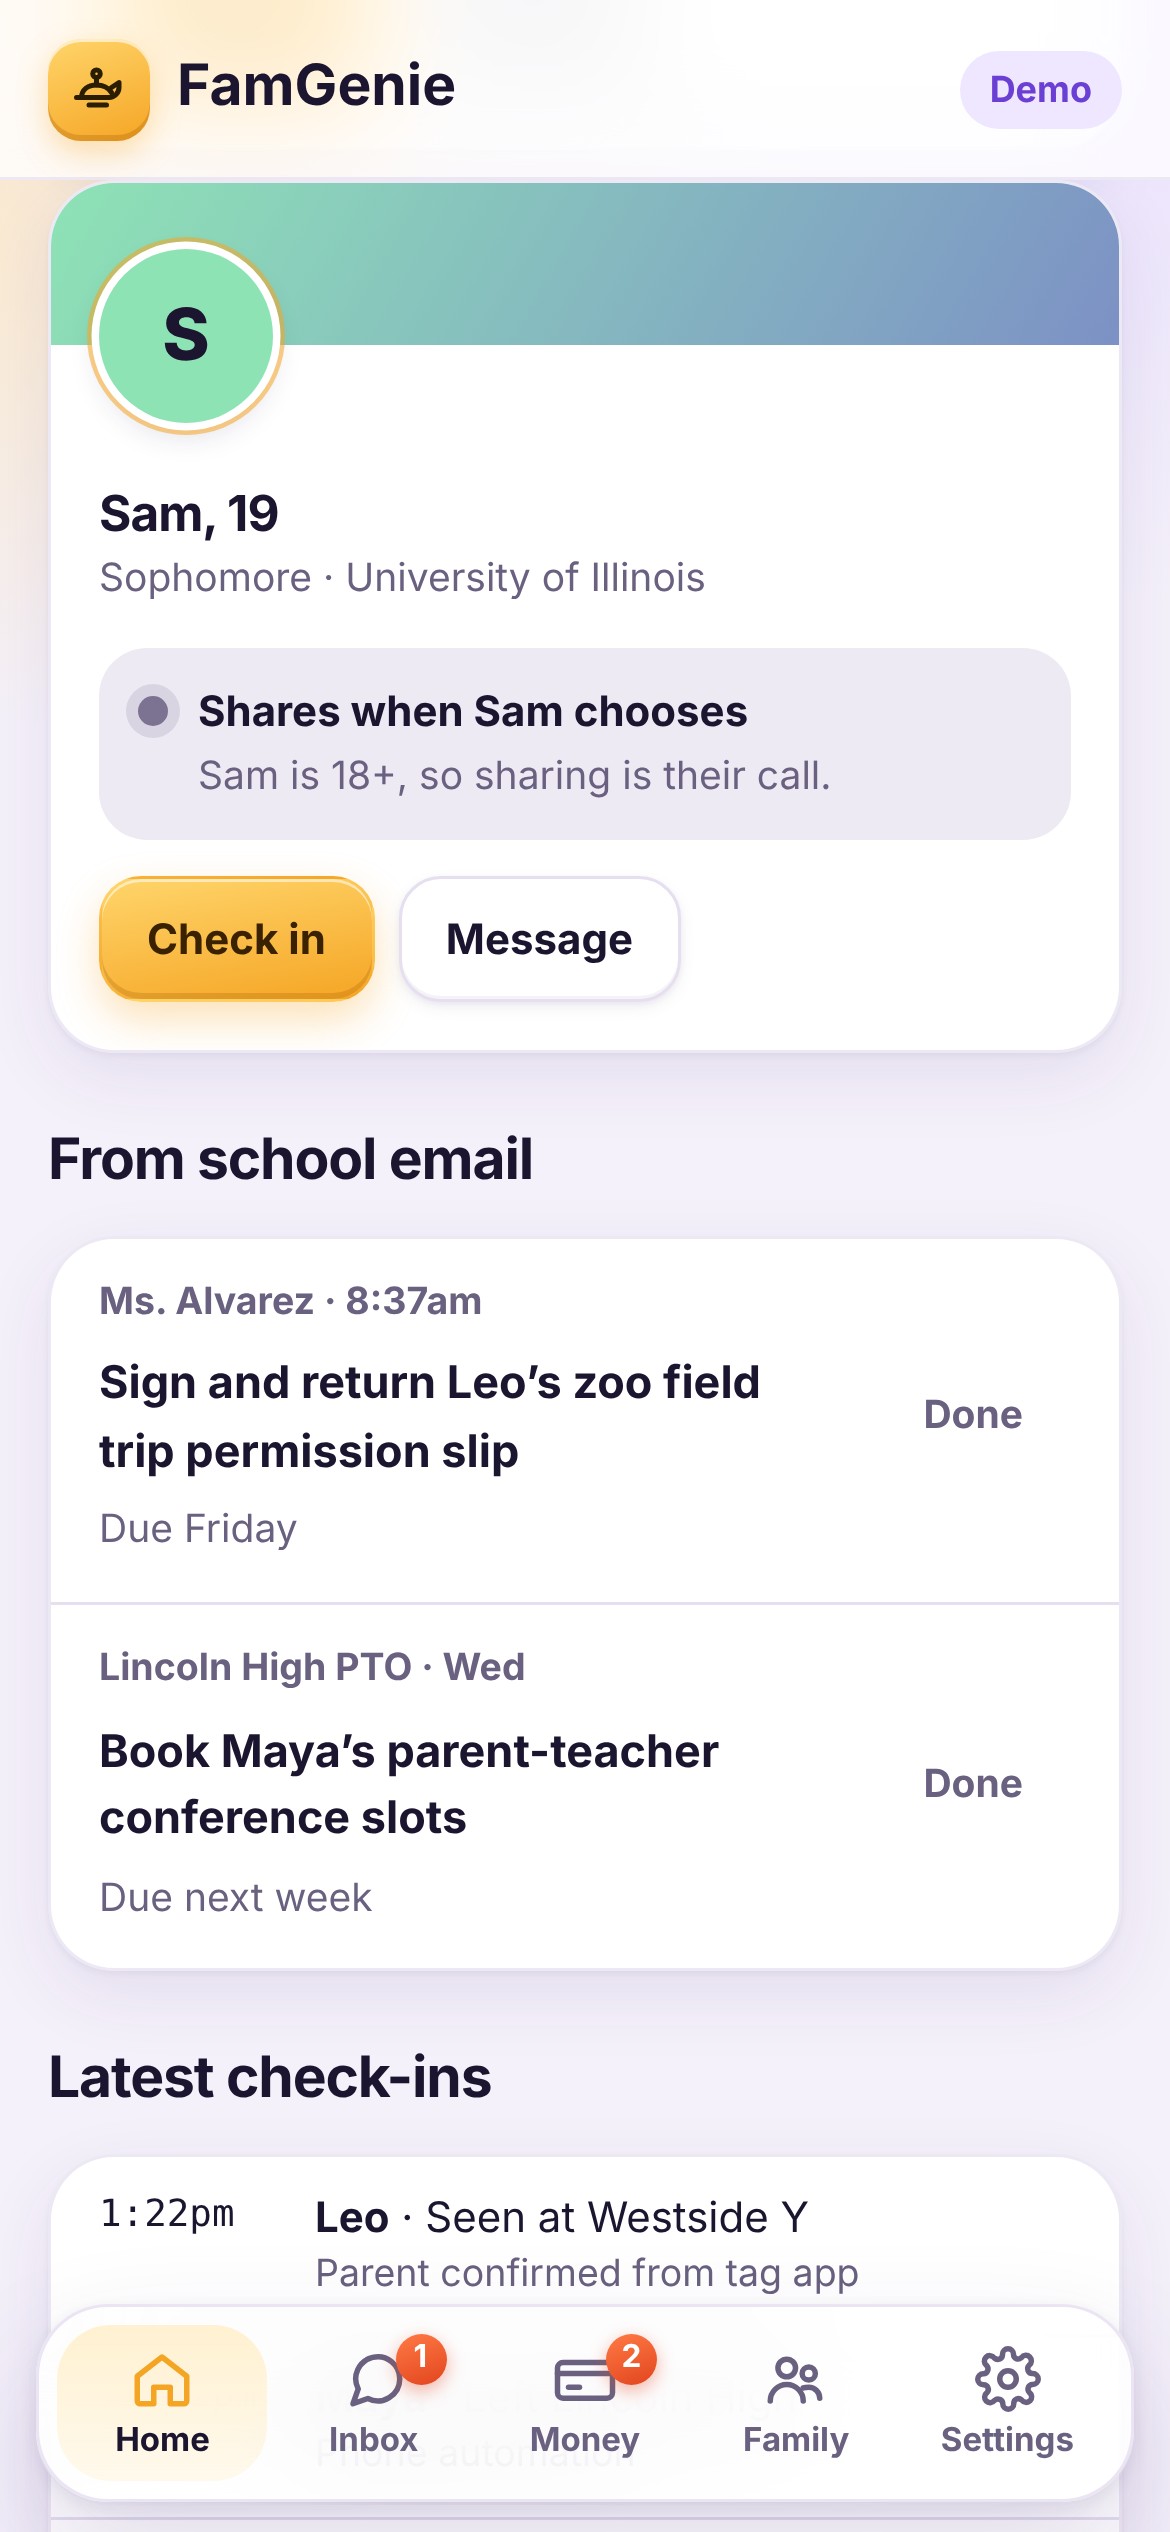 FamGenie
Demo
S
Sam, 19
Sophomore · University of Illinois
Shares when Sam chooses
Sam is 18+, so sharing is their call.
Check in
Message
From school email
Ms. Alvarez · 8:37am
Sign and return Leo’s zoo field
trip permission slip
Due Friday
Done
Lincoln High PTO · Wed
Book Maya’s parent-teacher
conference slots
Due next week
Done
Latest check-ins
1:22pm
Leo · Seen at Westside Y
Parent confirmed from tag app
Phone automation
1
2
Home
Inbox
Money
Family
Settings